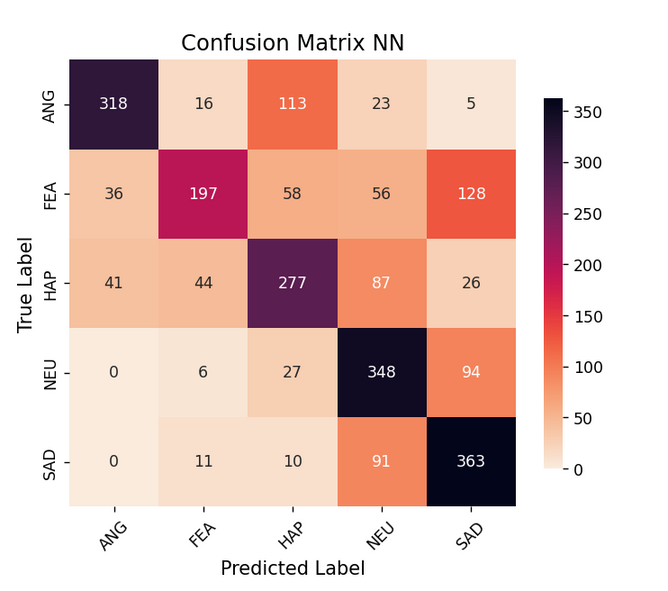 Confusion Matrix NN
ANG 318 16 113 23 5
FEA 36 197 58 56 128
HAP 41 44 277 87 26
NEU 0 6 27 348 94
SAD 0 11 10 91 363
ANG FEA HAP NEU SAD
Predicted Label
True Label
350
300
250
200
150
100
50
0